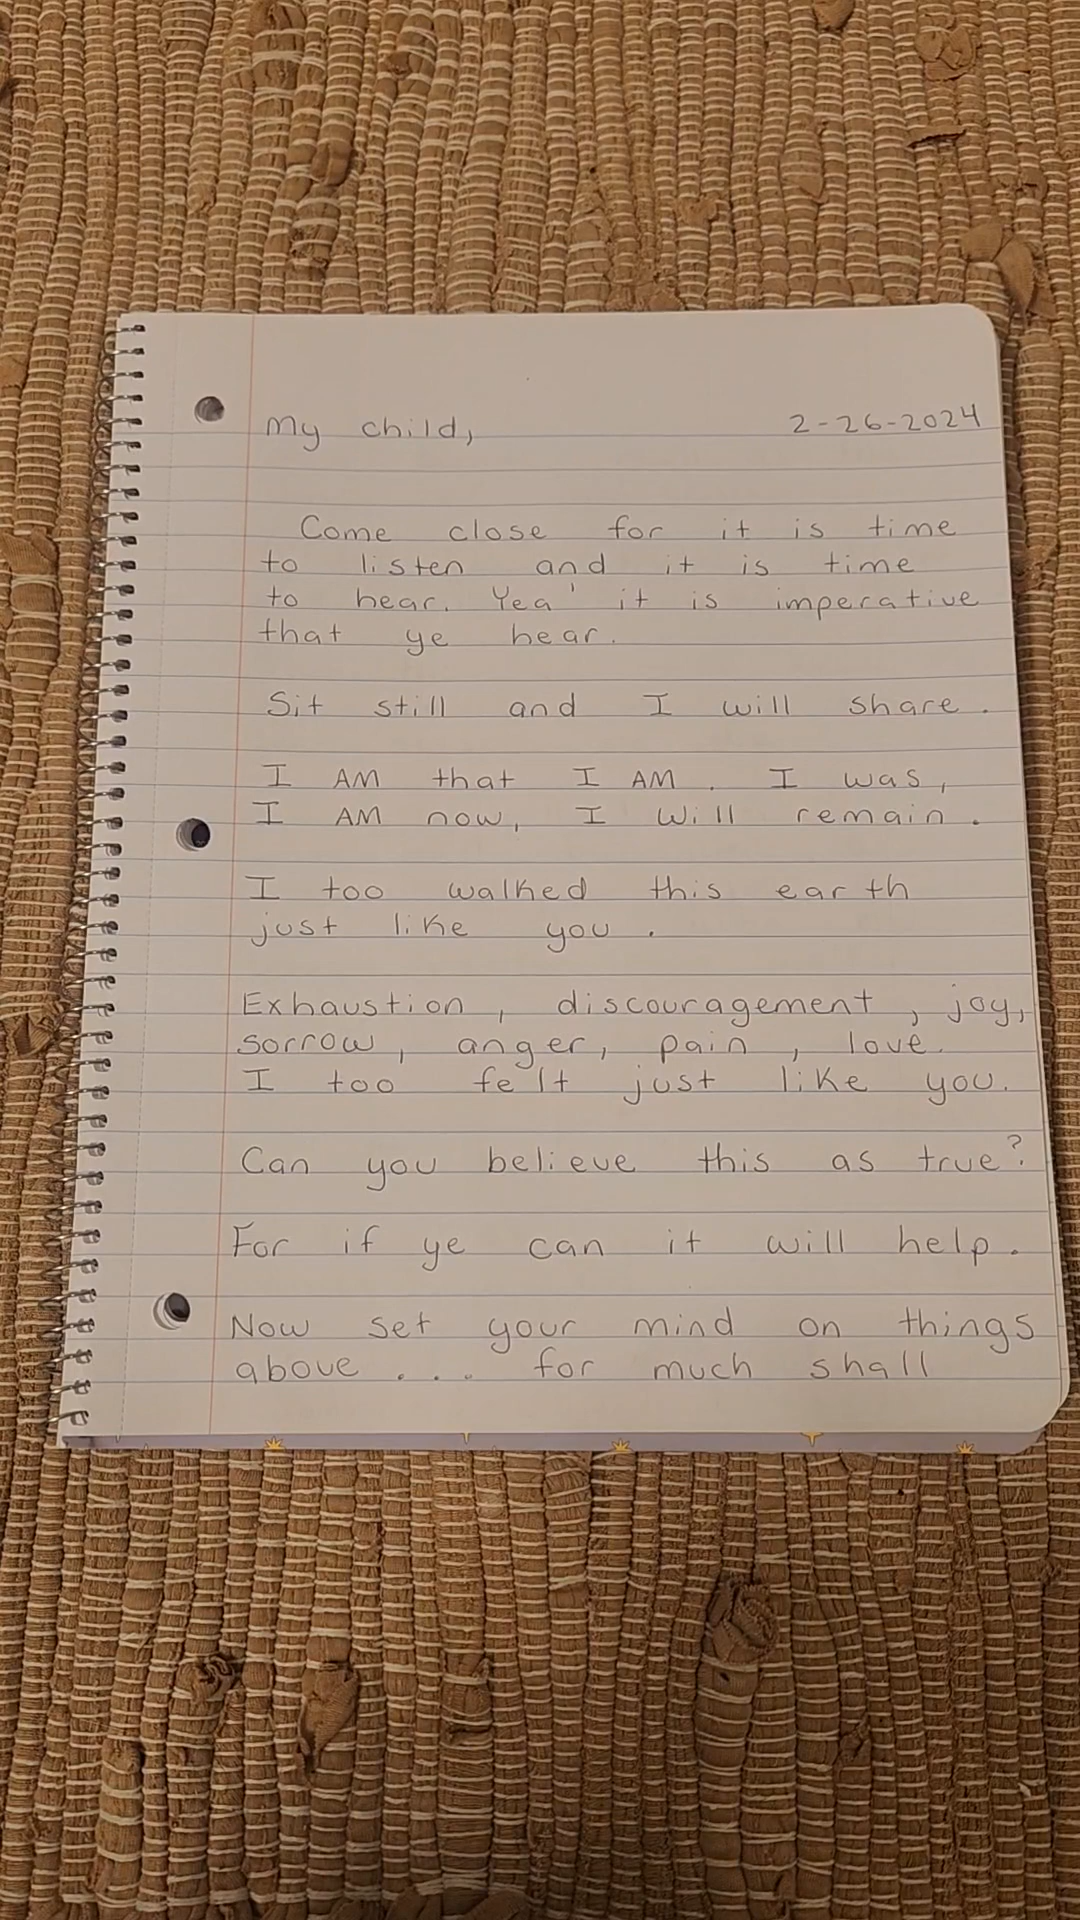 My child, 2-26-2024
Come close for it is time
to listen and it is time
to hear. Yea' it is imperative
that ye hear.
Sit still and I will share.
I AM that I AM. I was,
I AM now, I will remain.
I too walked this earth
just like you.
Exhaustion, discouragement, joy,
sorrow, anger, pain, love.
I too felt just like you.
Can you believe this as true?
For if ye can it will help.
Now set your mind on things
above.... for much shall